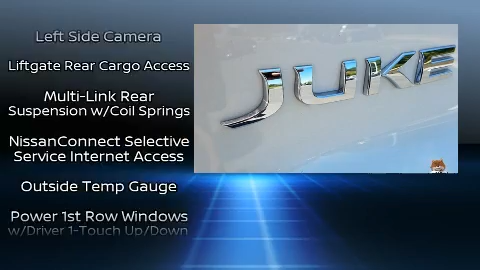 Left Side Camera
Liftgate Rear Cargo Access
Multi-Link Rear
Suspension w/Coil Springs
NissanConnect Selective
Service Internet Access
Outside Temp Gauge
Power 1st Row Windows
w/Driver 1-Touch Up/Down
JUKE